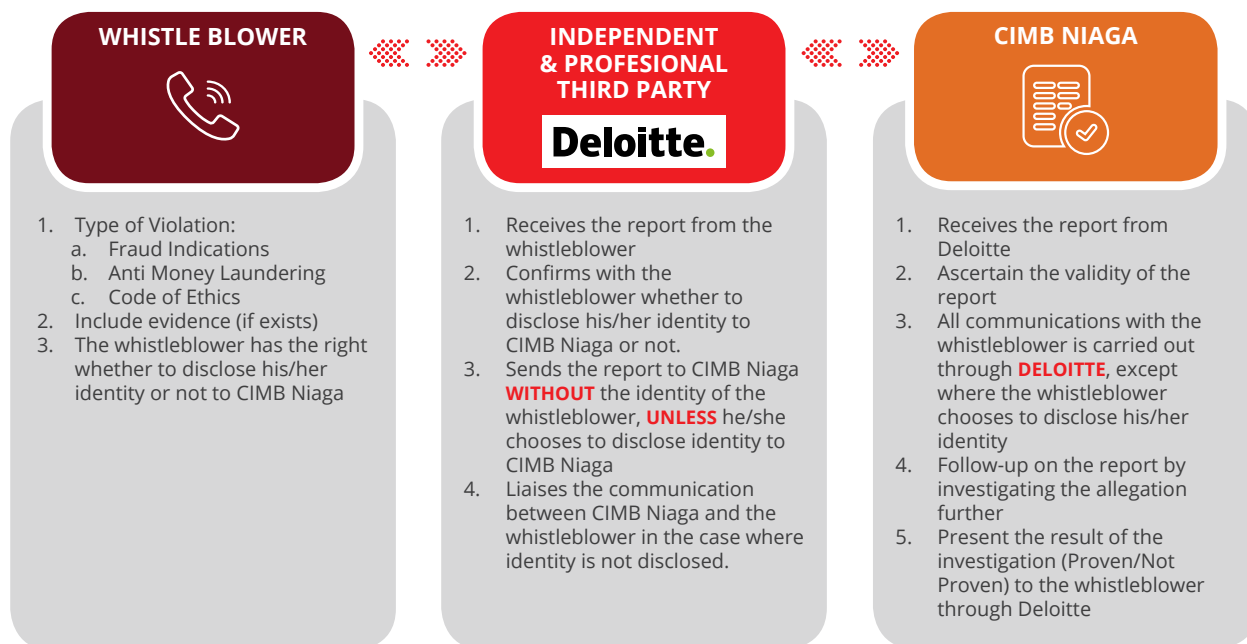 WHISTLE BLOWER
1. Type of Violation:
a. Fraud Indications
b. Anti Money Laundering
c. Code of Ethics
2. Include evidence (if exists)
3. The whistleblower has the right
whether to disclose his/her
identity or not to CIMB Niaga
INDEPENDENT
& PROFESIONAL
THIRD PARTY
Deloitte.
1. Receives the report from the
whistleblower
2. Confirms with the
whistleblower whether to
disclose his/her identity to
CIMB Niaga or not.
3. Sends the report to CIMB Niaga
WITHOUT the identity of the
whistleblower, UNLESS he/she
chooses to disclose identity to
CIMB Niaga
4. Liaises the communication
between CIMB Niaga and the
whistleblower in the case where
identity is not disclosed.
CIMB NIAGA
1. Receives the report from
Deloitte
2. Ascertain the validity of the
report
3. All communications with the
whistleblower is carried out
through DELOITTE, except
where the whistleblower
chooses to disclose his/her
identity
4. Follow-up on the report by
investigating the allegation
further
5. Present the result of the
investigation (Proven/Not
Proven) to the whistleblower
through Deloitte